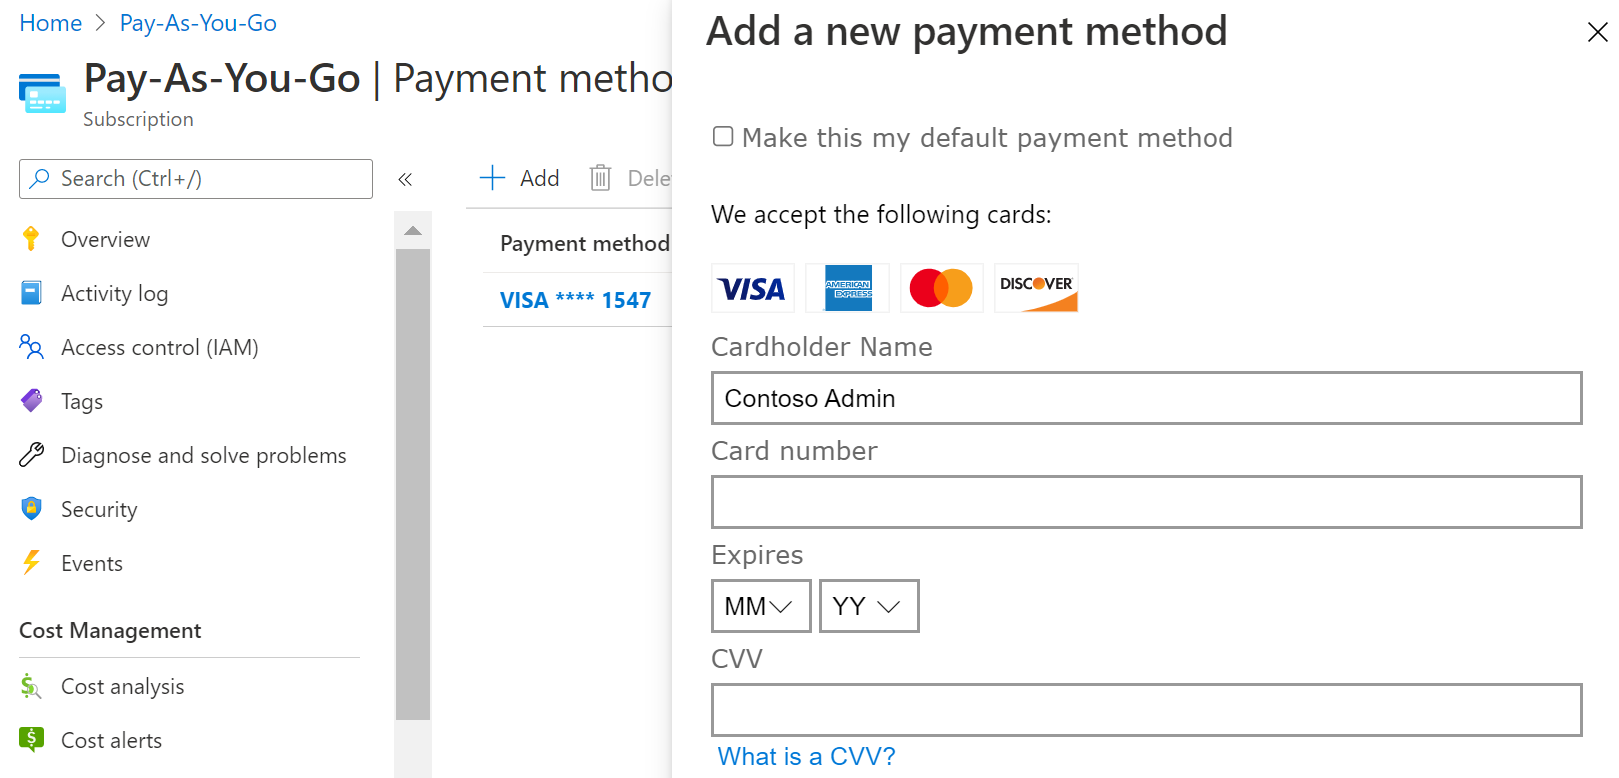 Home > Pay-As-You-Go
Pay-As-You-Go | Payment metho
Subscription
Search (Ctrl+/)
«
Overview
Activity log
Access control (IAM)
Tags
Diagnose and solve problems
Security
Events
Cost Management
Cost analysis
Cost alerts
+ Add Dele
Payment method
VISA **** 1547
Add a new payment method
Make this my default payment method
We accept the following cards:
VISA AMERICAN EXPRESS DISCOVER
Cardholder Name
Contoso Admin
Card number
Expires
MM YY
CVV
What is a CVV?